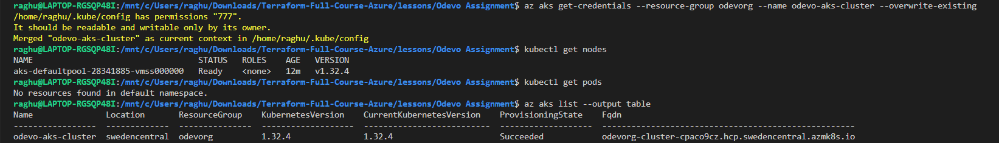 raghu@LAPTOP-RGSQP48I:/mnt/c/Users/raghu/Downloads/Terraform-Full-Course-Azure/lessons/Odevo Assignment$ az aks get-credentials --resource-group odevorg --name odevo-aks-cluster --overwrite-existing
/home/raghu/.kube/config has permissions "777".
It should be readable and writable only by its owner.
Merged "odevo-aks-cluster" as current context in /home/raghu/.kube/config
raghu@LAPTOP-RGSQP48I:/mnt/c/Users/raghu/Downloads/Terraform-Full-Course-Azure/lessons/Odevo Assignment$ kubectl get nodes
NAME                                STATUS   ROLES    AGE   VERSION
aks-defaultpool-28341885-vmss000000   Ready    <none>   12m   v1.32.4
raghu@LAPTOP-RGSQP48I:/mnt/c/Users/raghu/Downloads/Terraform-Full-Course-Azure/lessons/Odevo Assignment$ kubectl get pods
No resources found in default namespace.
raghu@LAPTOP-RGSQP48I:/mnt/c/Users/raghu/Downloads/Terraform-Full-Course-Azure/lessons/Odevo Assignment$ az aks list --output table
Name               Location       ResourceGroup    KubernetesVersion    CurrentKubernetesVersion    ProvisioningState    Fqdn
-----------------  -------------  ---------------  -------------------  --------------------------  -------------------  ----------------------------------------------------
odevo-aks-cluster  swedencentral  odevorg          1.32.4               1.32.4                      Succeeded            odevorg-cluster-cpaco9cz.hcp.swedencentral.azmk8s.io